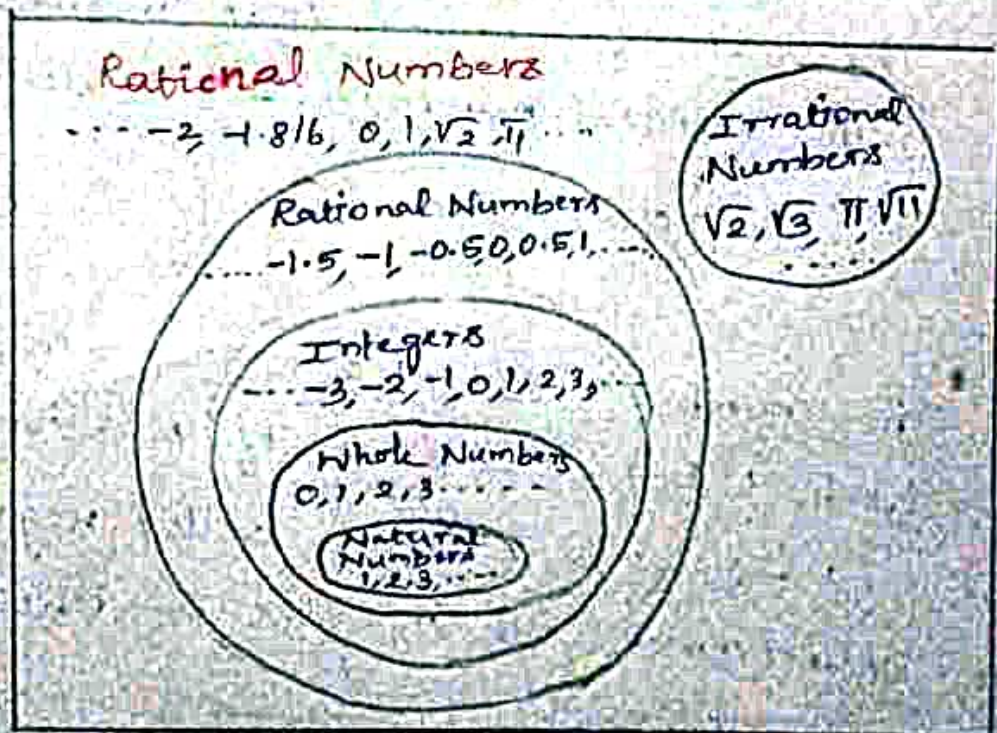 Rational Numbers
.... -2, -1.816, 0, 1, √2, π ....
Irrational
Numbers
√2, √3, π, √11
.....
Rational Numbers
..... -1.5, -1, -0.5, 0, 0.5, 1, .....
Integers
.... -3, -2, -1, 0, 1, 2, 3, ....
Whole Numbers
0, 1, 2, 3 ......
Natural
Numbers
1, 2, 3, ....